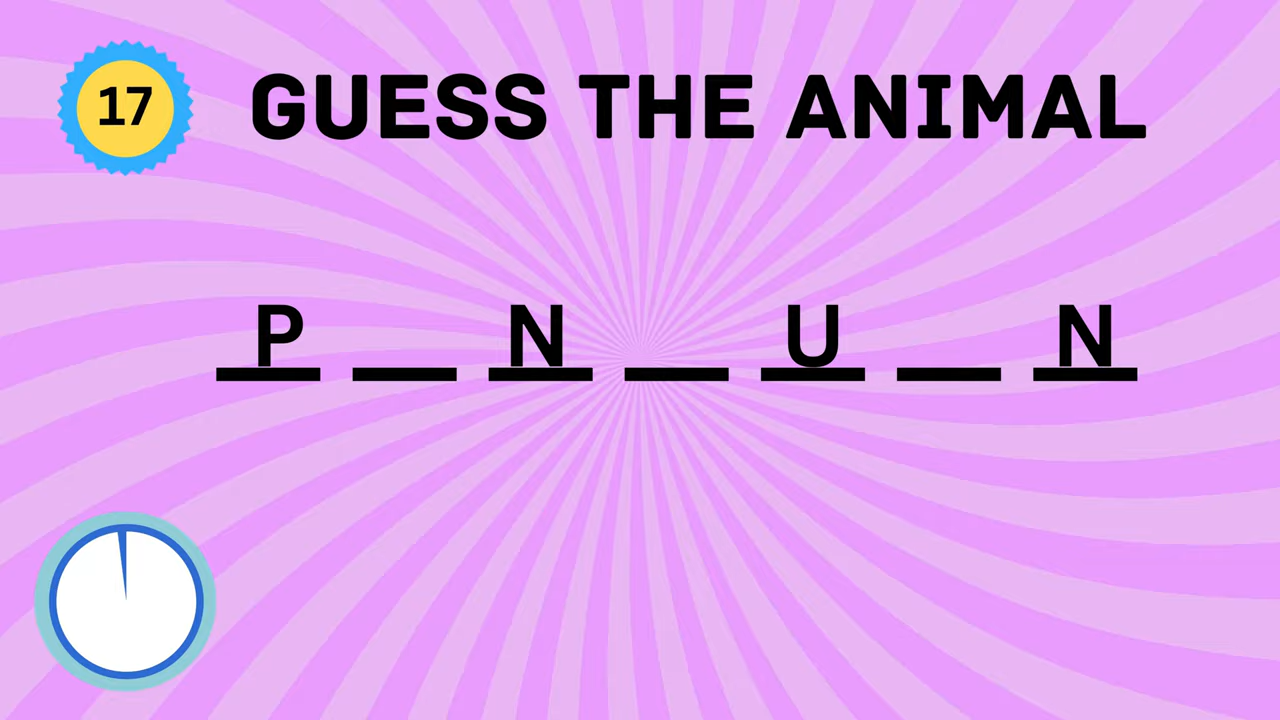 17
GUESS THE ANIMAL
P _ N _ U _ N